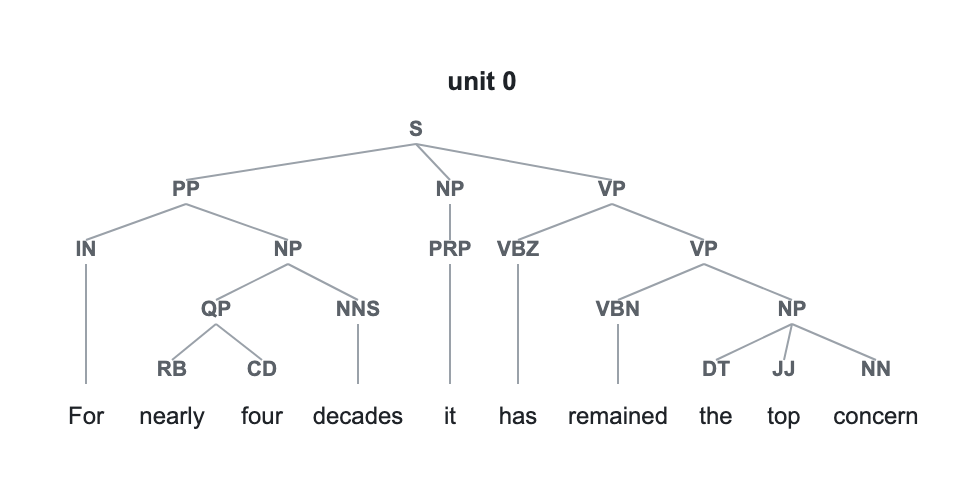 unit 0
S
PP NP VP
IN NP PRP VBZ VP
QP NNS VBN NP
RB CD DT JJ NN
For nearly four decades it has remained the top concern